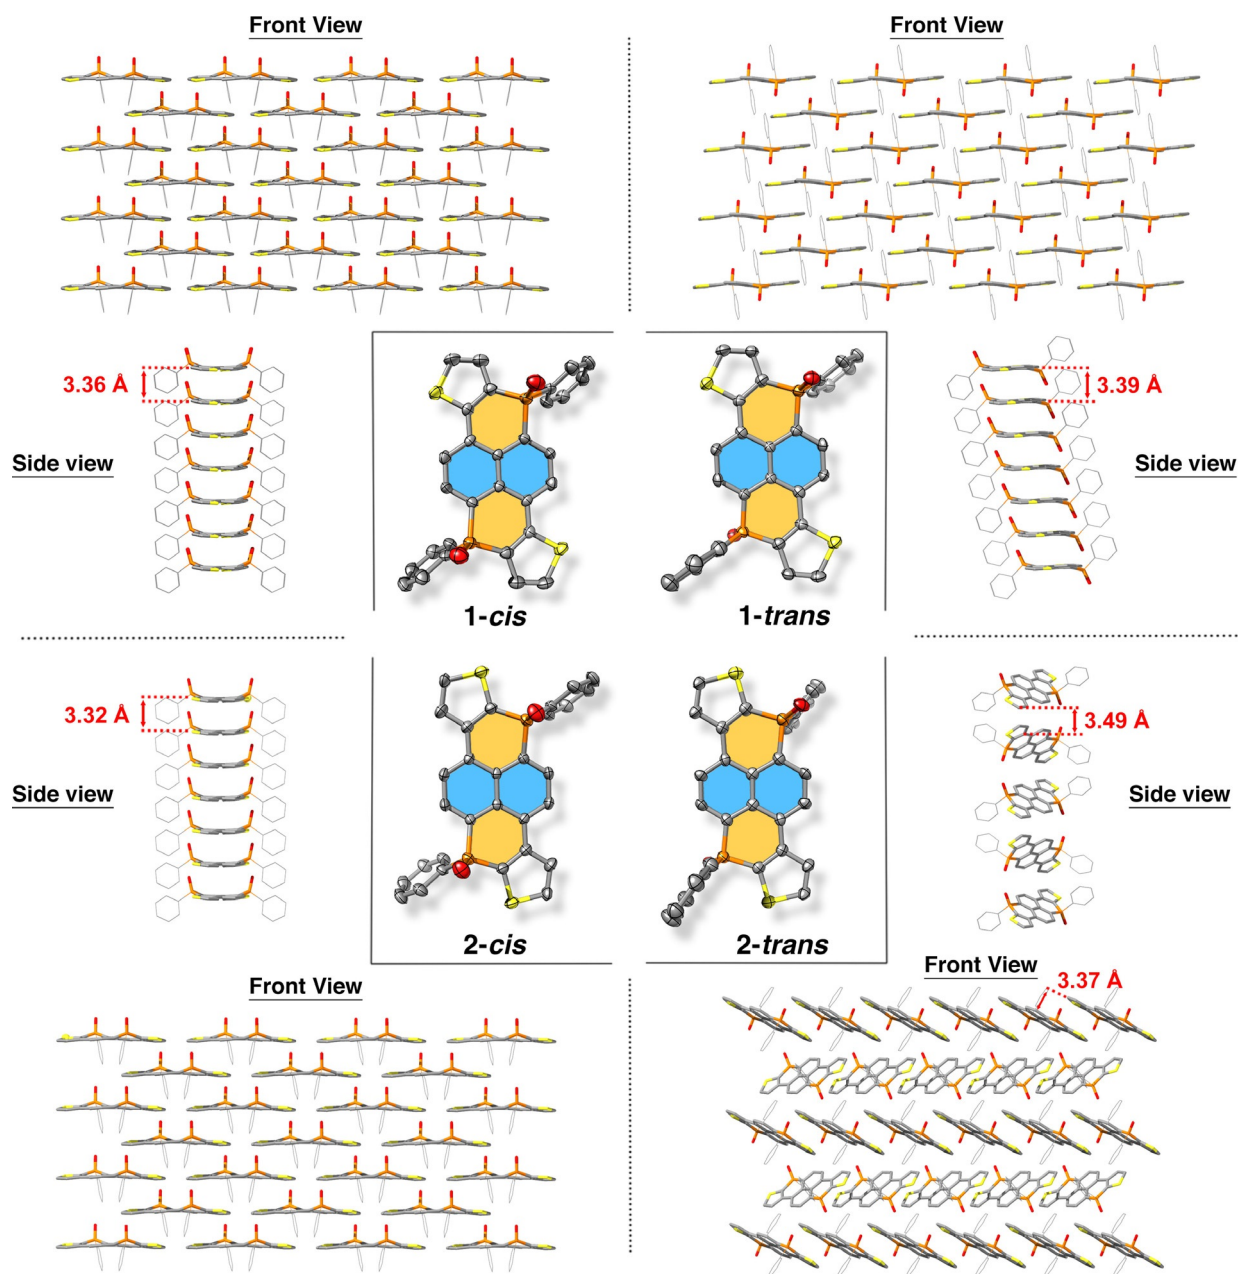 Front View
Front View
3.36 Å
3.39 Å
Side view
Side view
1-cis
1-trans
3.32 Å
3.49 Å
Side view
Side view
2-cis
2-trans
Front View
Front View
3.37 Å